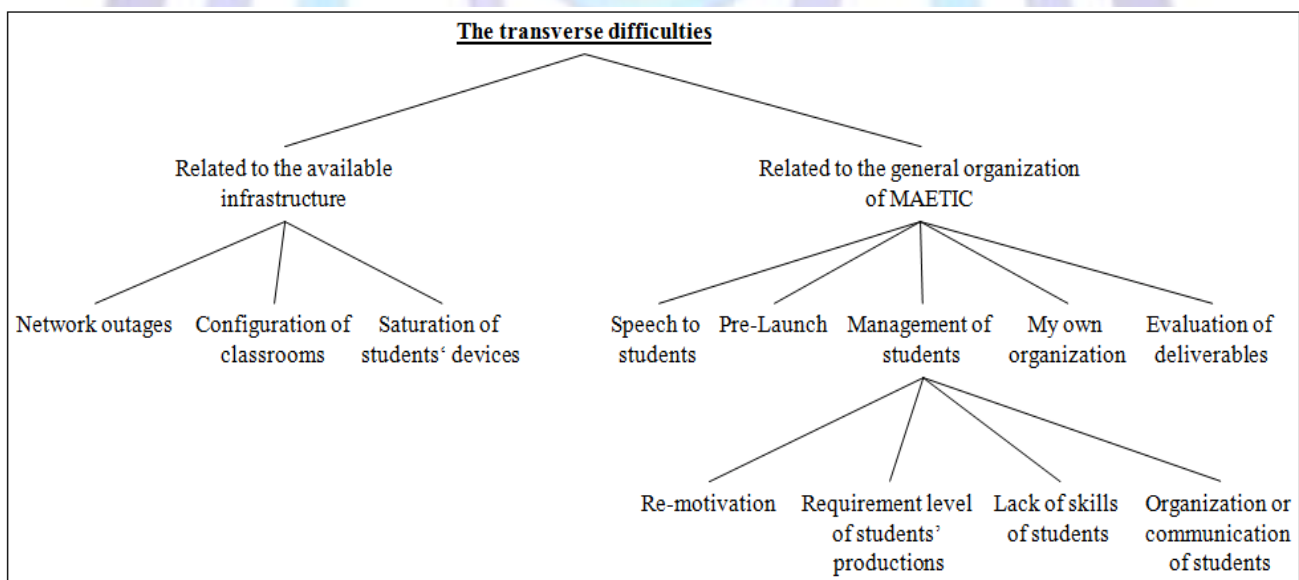 The transverse difficulties
Related to the available
infrastructure
Related to the general organization
of MAETIC
Network outages
Configuration of
classrooms
Saturation of
students‘ devices
Speech to
students
Pre-Launch
Management of
students
My own
organization
Evaluation of
deliverables
Re-motivation
Requirement level
of students’
productions
Lack of skills
of students
Organization or
communication
of students